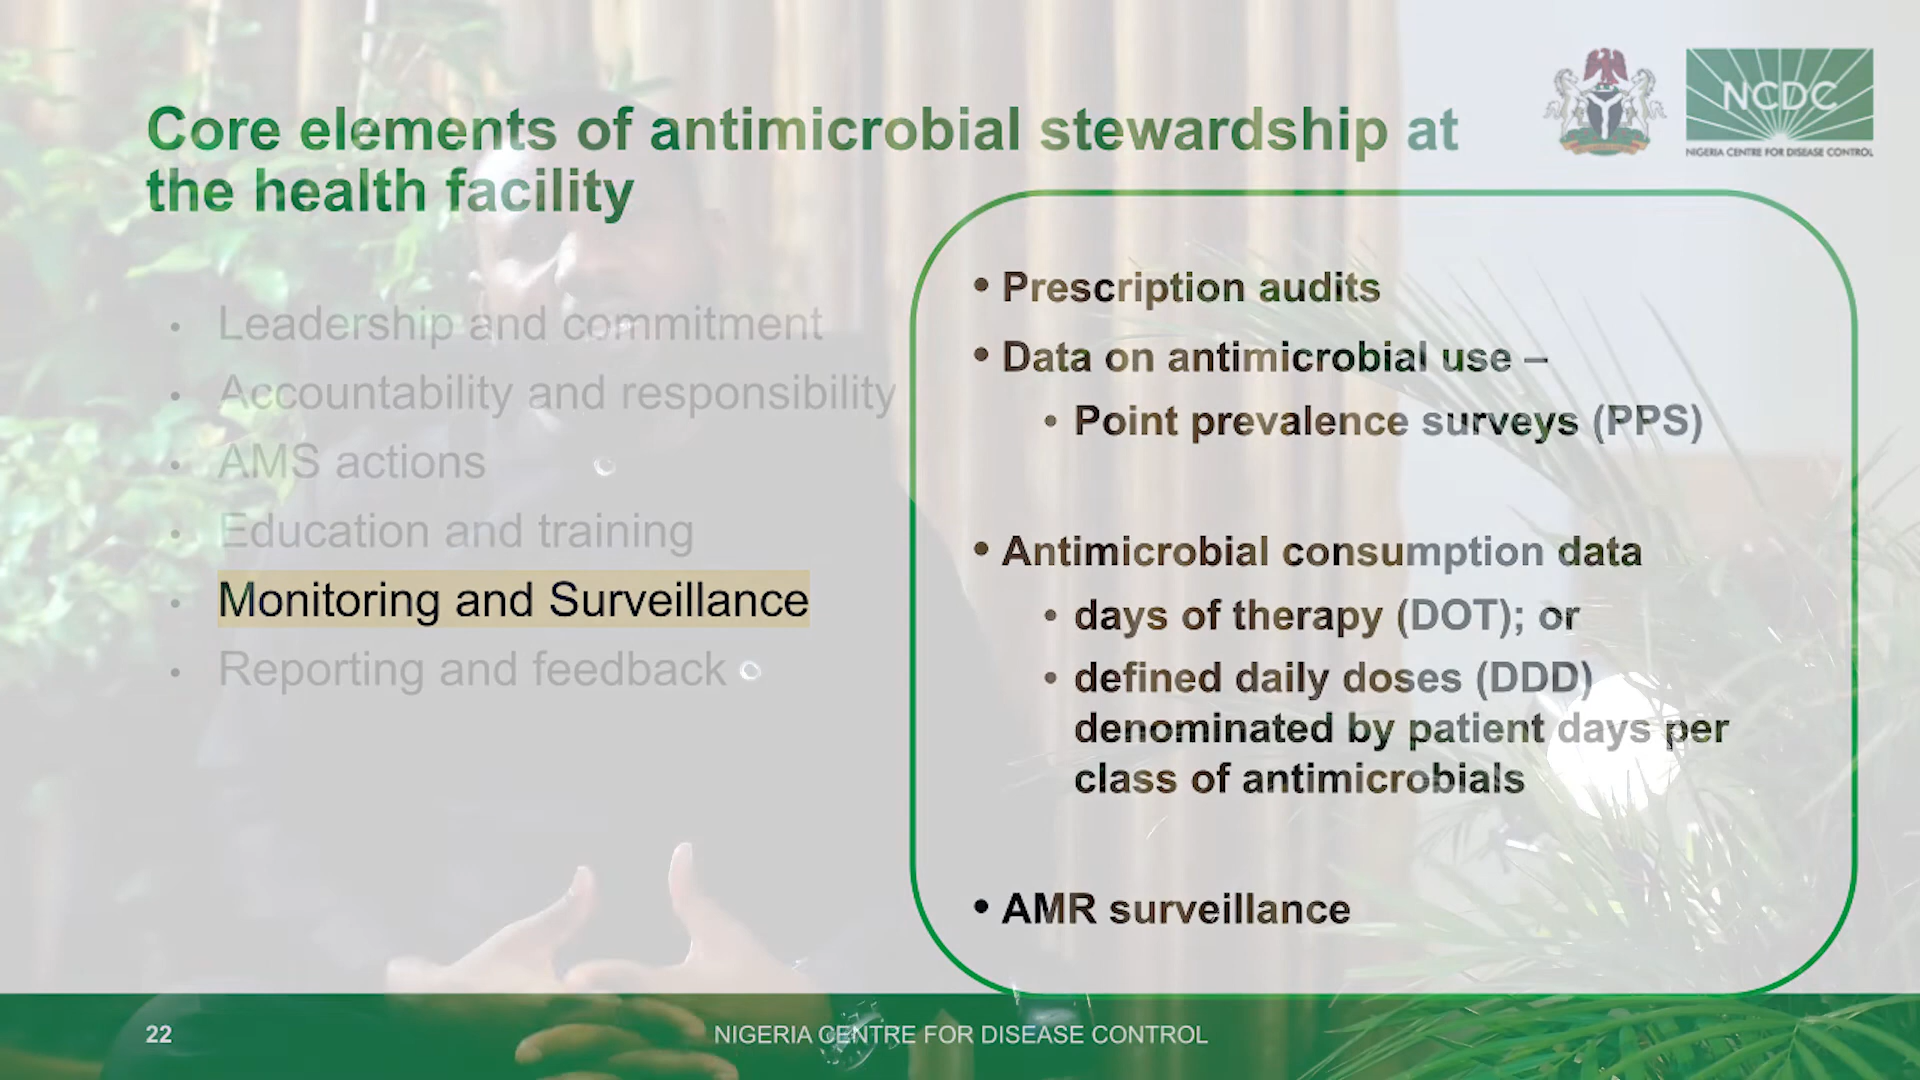 Core elements of antimicrobial stewardship at
the health facility
NCDC
NIGERIA CENTRE FOR DISEASE CONTROL
• Leadership and commitment
• Accountability and responsibility
• AMS actions
• Education and training
• Monitoring and Surveillance
• Reporting and feedback
• Prescription audits
• Data on antimicrobial use –
• Point prevalence surveys (PPS)
• Antimicrobial consumption data
• days of therapy (DOT); or
• defined daily doses (DDD)
denominated by patient days per
class of antimicrobials
• AMR surveillance
22
NIGERIA CENTRE FOR DISEASE CONTROL